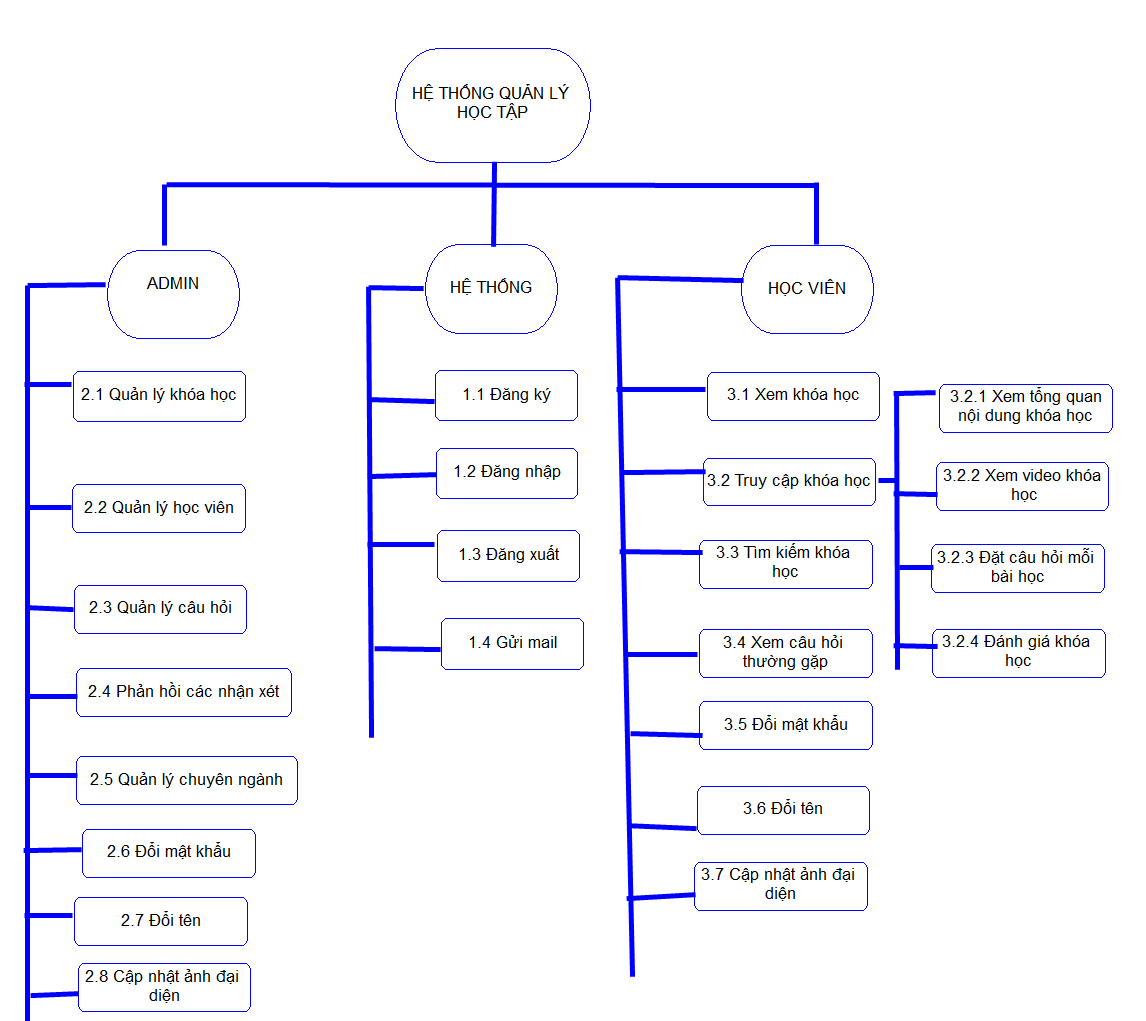 HỆ THỐNG QUẢN LÝ
HỌC TẬP
ADMIN
HỆ THỐNG
HỌC VIÊN
2.1 Quản lý khóa học
2.2 Quản lý học viên
2.3 Quản lý câu hỏi
2.4 Phản hồi các nhận xét
2.5 Quản lý chuyên ngành
2.6 Đổi mật khẩu
2.7 Đổi tên
2.8 Cập nhật ảnh đại
diện
1.1 Đăng ký
1.2 Đăng nhập
1.3 Đăng xuất
1.4 Gửi mail
3.1 Xem khóa học
3.2 Truy cập khóa học
3.3 Tìm kiếm khóa
học
3.4 Xem câu hỏi
thường gặp
3.5 Đổi mật khẩu
3.6 Đổi tên
3.7 Cập nhật ảnh đại
diện
3.2.1 Xem tổng quan
nội dung khóa học
3.2.2 Xem video khóa
học
3.2.3 Đặt câu hỏi mỗi
bài học
3.2.4 Đánh giá khóa
học